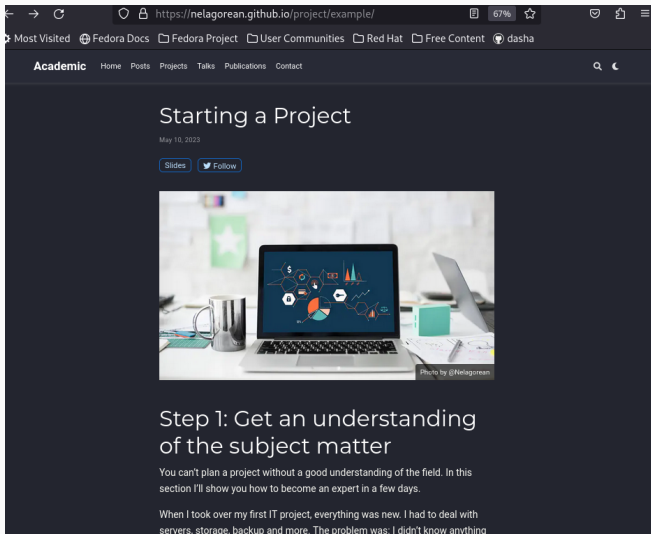 https://nelagorean.github.io/project/example/
67%
Most Visited Fedora Docs Fedora Project User Communities Red Hat Free Content dasha
Academic Home Posts Projects Talks Publications Contact
Starting a Project
May 10, 2023
Slides Follow
$
Photo by @Nelagorean
Step 1: Get an understanding
of the subject matter
You can't plan a project without a good understanding of the field. In this
section I'll show you how to become an expert in a few days.
When I took over my first IT project, everything was new. I had to deal with
servers, storage, backup and more. The problem was: I didn't know anything